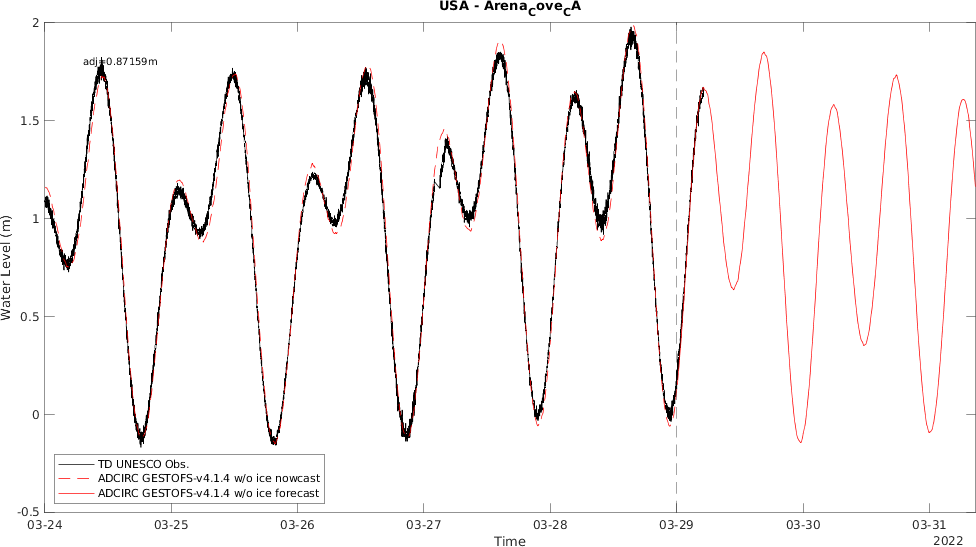 USA - Arena_Cove_CA
adj=0.87159m
2
1.5
1
0.5
0
-0.5
Water Level (m)
TD UNESCO Obs.
ADCIRC GESTOFS-v4.1.4 w/o ice nowcast
ADCIRC GESTOFS-v4.1.4 w/o ice forecast
03-24 03-25 03-26 03-27 03-28 03-29 03-30 03-31
Time
2022